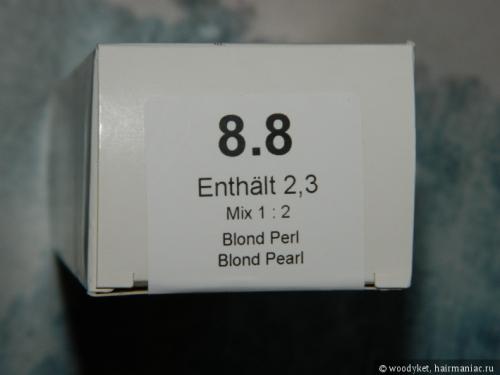 8.8
Enthält 2,3
Mix 1 : 2
Blond Perl
Blond Pearl
© woodyket, hairmaniac.ru